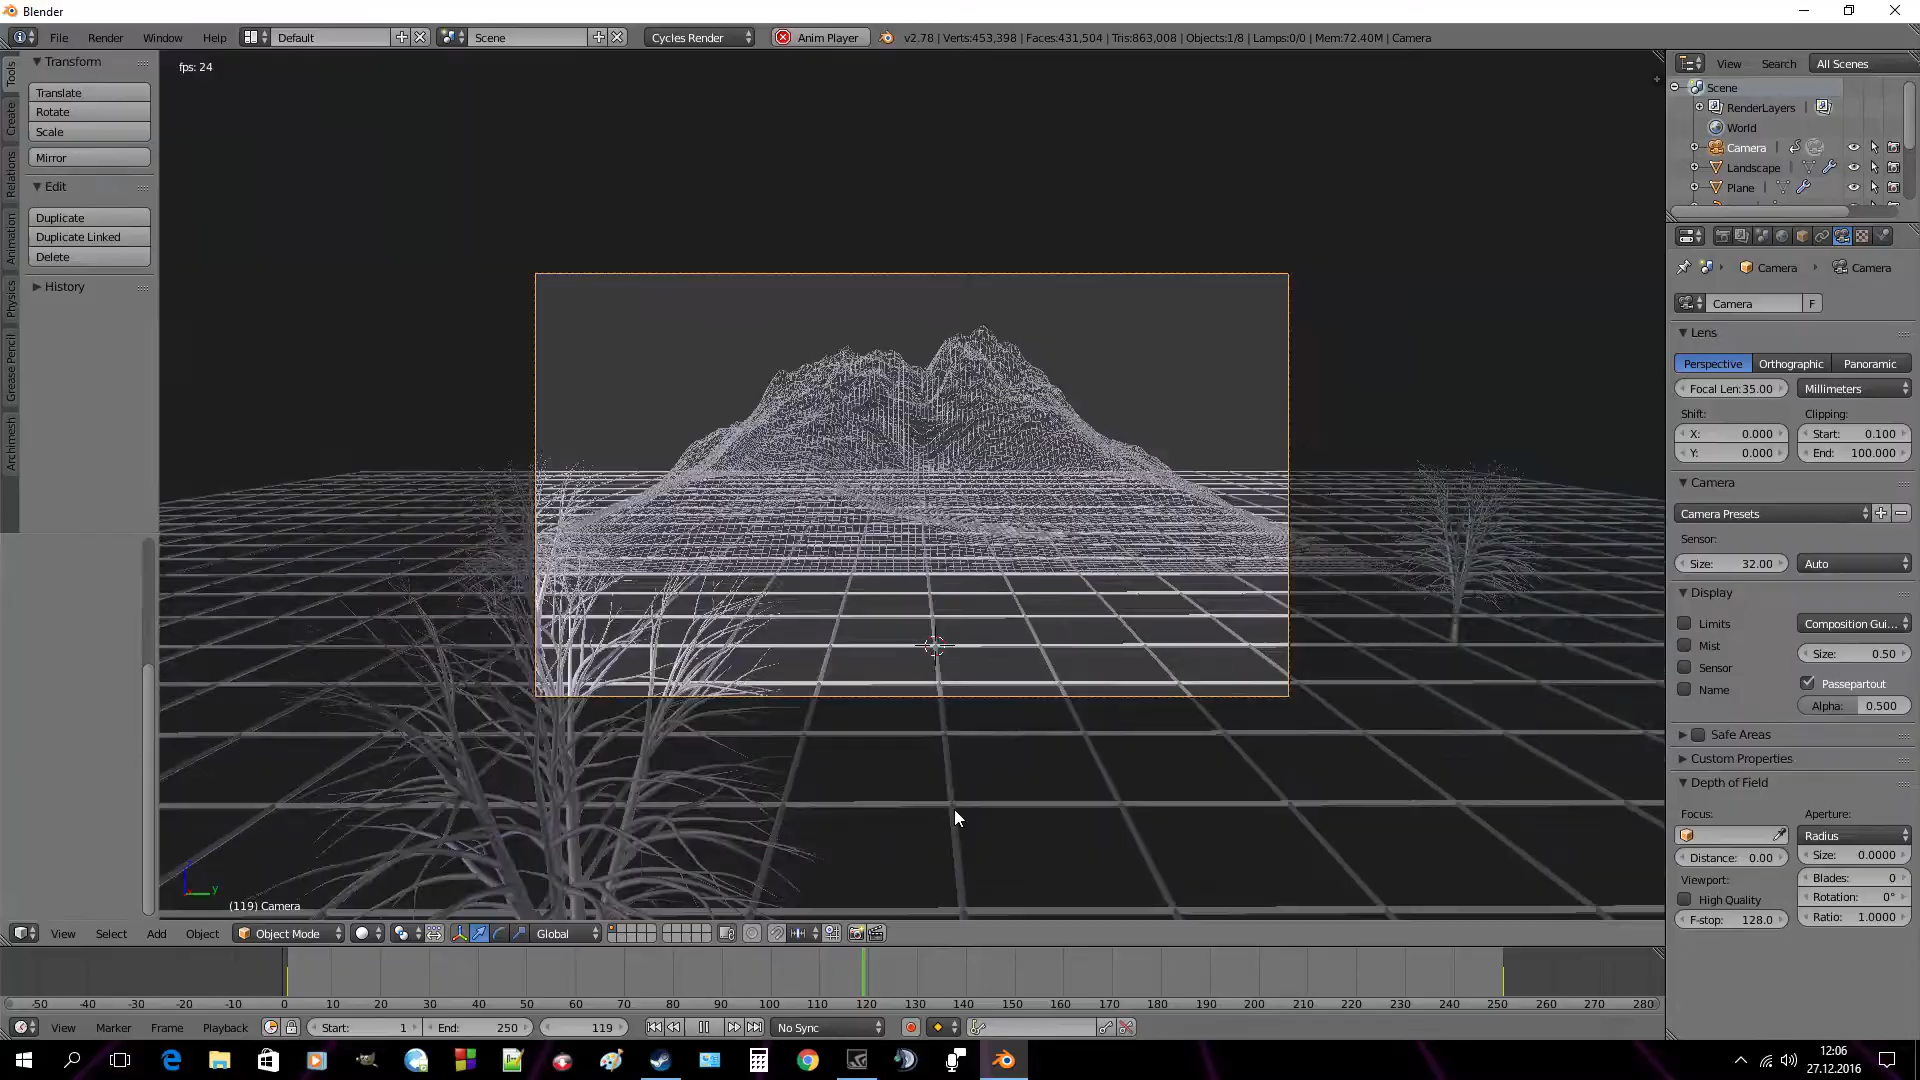 Blender
File Render Window Help Default Scene Cycles Render Anim Player v2.78 | Verts:453,398 | Faces:431,504 | Tris:863,008 | Objects:1/8 | Lamps:0/0 | Mem:72.40M | Camera
Tools
Create
Relations
Animation
Physics
Grease Pencil
Archimesh
Transform
Translate
Rotate
Scale
Mirror
Edit
Duplicate
Duplicate Linked
Delete
History
fps: 24
y
(119) Camera
View Search All Scenes
Scene
RenderLayers |
World
Camera |
Landscape |
Plane |
Camera Camera
Camera F
Lens
Perspective Orthographic Panoramic
Focal Len:35.00 Millimeters
Shift: Clipping:
X: 0.000 Start: 0.100
Y: 0.000 End: 100.000
Camera
Camera Presets
Sensor:
Size: 32.00 Auto
Display
Limits Composition Gui...
Mist Size: 0.50
Sensor Passepartout
Name Alpha: 0.500
Safe Areas
Custom Properties
Depth of Field
Focus: Aperture:
Radius
Distance: 0.00 Size: 0.0000
Viewport: Blades: 0
High Quality Rotation: 0°
F-stop: 128.0 Ratio: 1.0000
View Select Add Object Object Mode Global
-50 -40 -30 -20 -10 0 10 20 30 40 50 60 70 80 90 100 110 120 130 140 150 160 170 180 190 200 210 220 230 240 250 260 270 280
View Marker Frame Playback Start: 1 End: 250 119 No Sync
12:06
27.12.2016